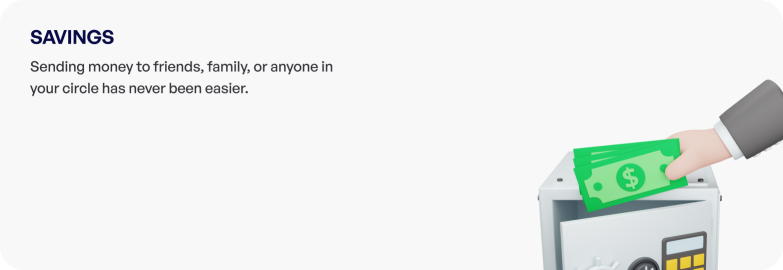 SAVINGS
Sending money to friends, family, or anyone in
your circle has never been easier.
$